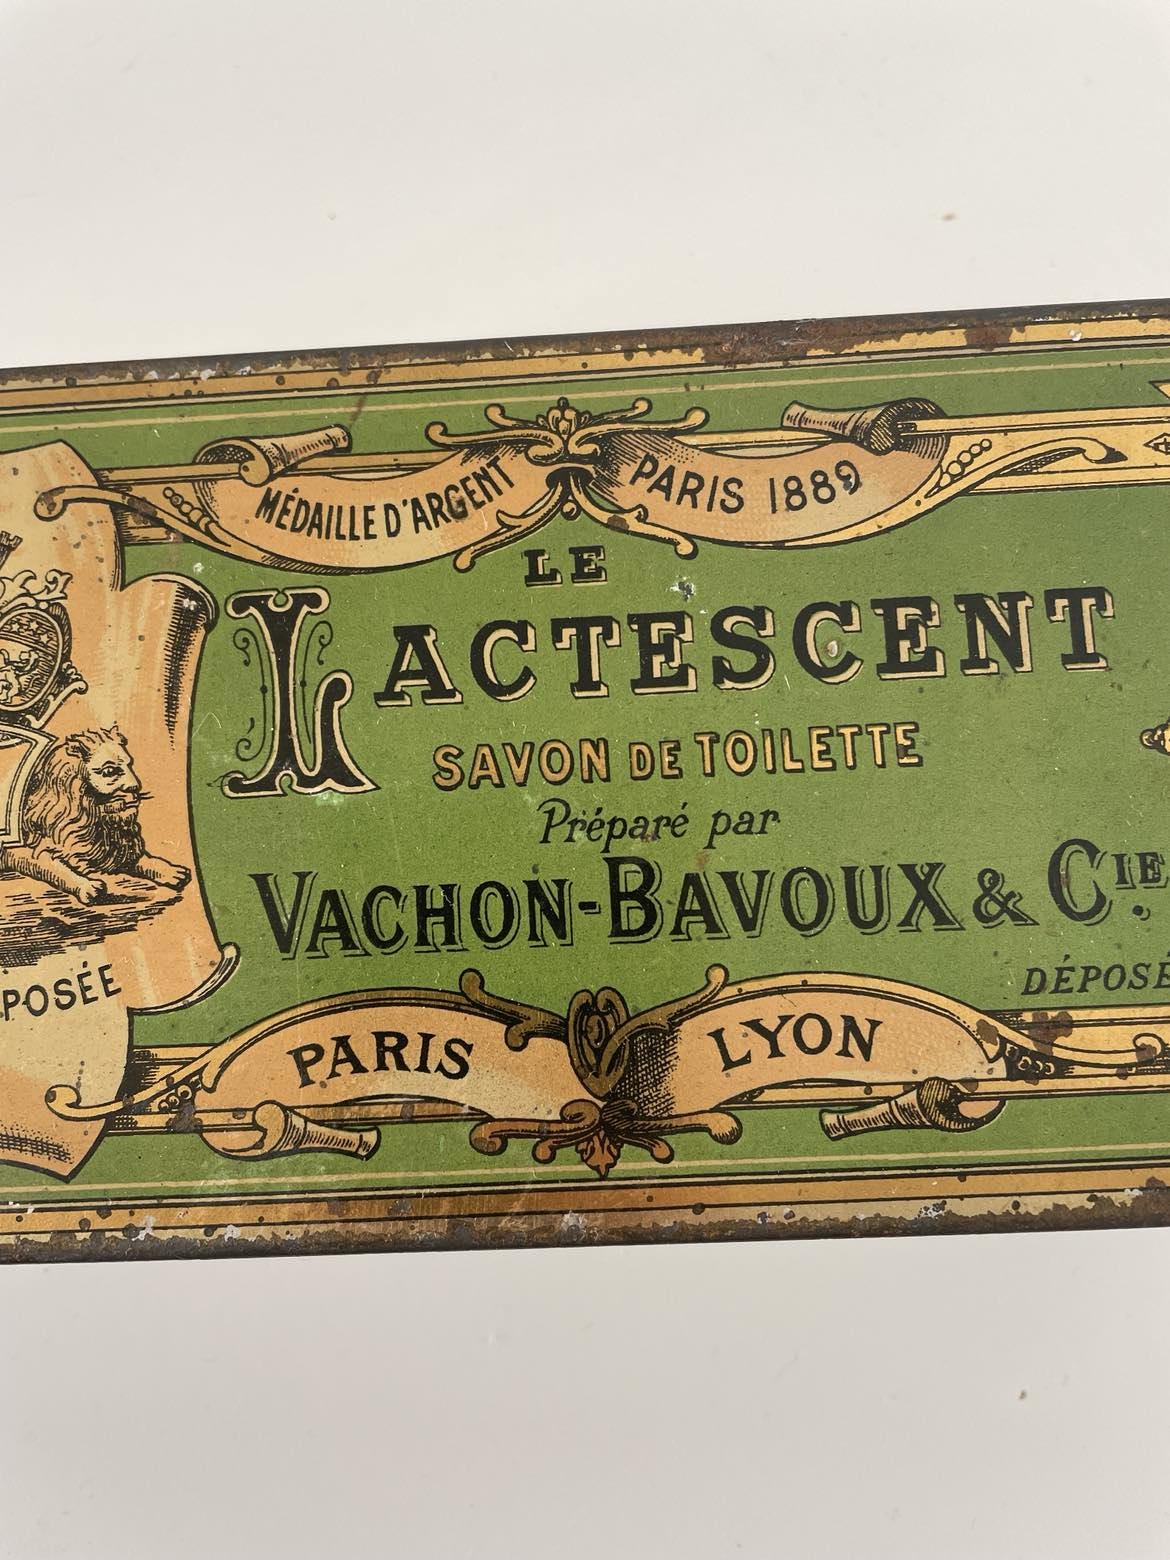 MÉDAILLE D'ARGENT PARIS 1889
LE
LACTESCENT
SAVON DE TOILETTE
Préparé par
VACHON-BAVOUX & CIE
POSÉE
DÉPOSÉ
PARIS LYON